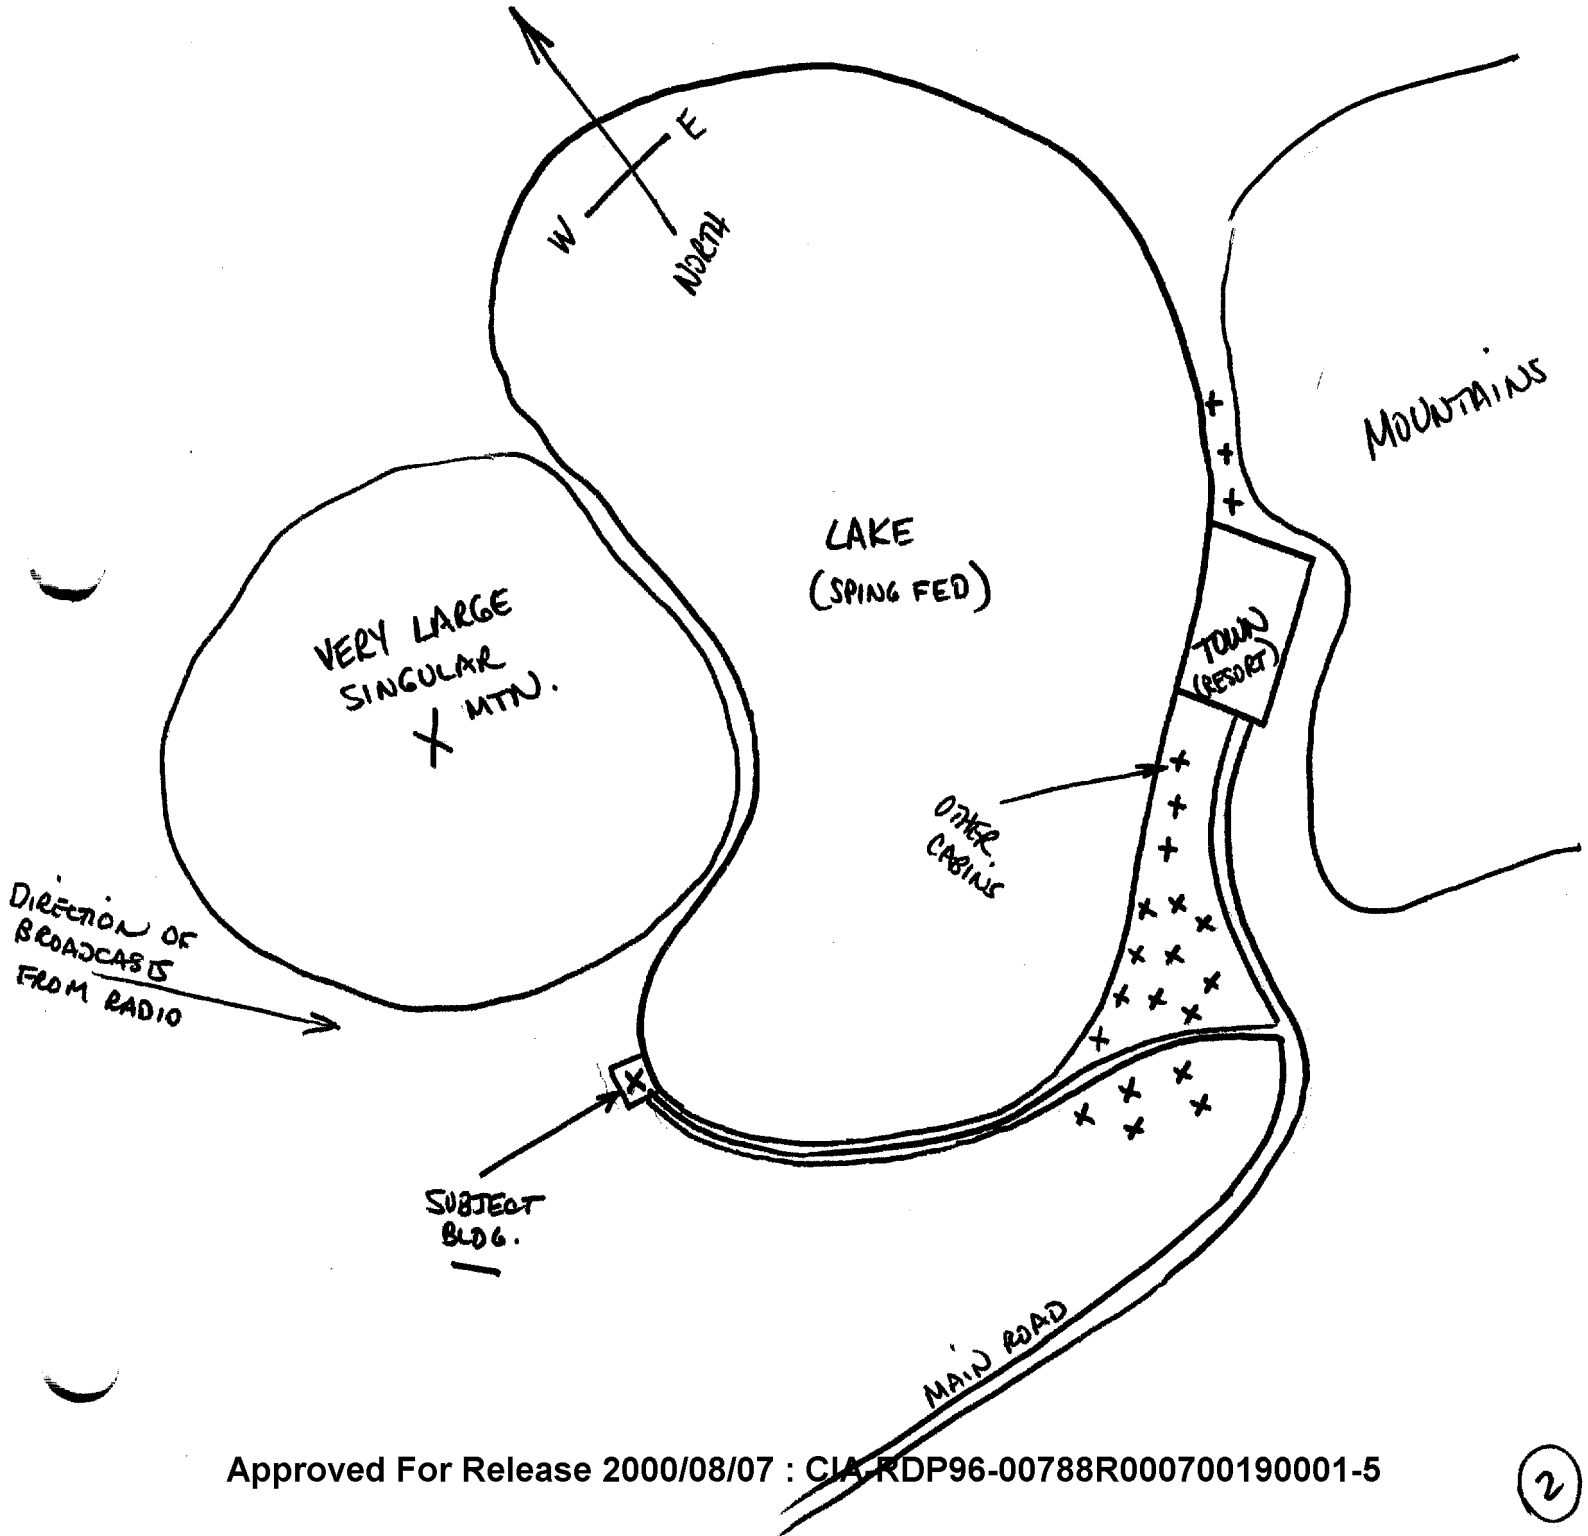 E
W
NORTH
MOUNTAINS
LAKE
(SPING FED)
VERY LARGE
SINGULAR
MTN.
X
TOWN
(RESORT)
OTHER
CABINS
DIRECTION OF
BROADCASTS
FROM RADIO
X
SUBJECT
BLDG.
MAIN ROAD
Approved For Release 2000/08/07 : CIA-RDP96-00788R000700190001-5
2